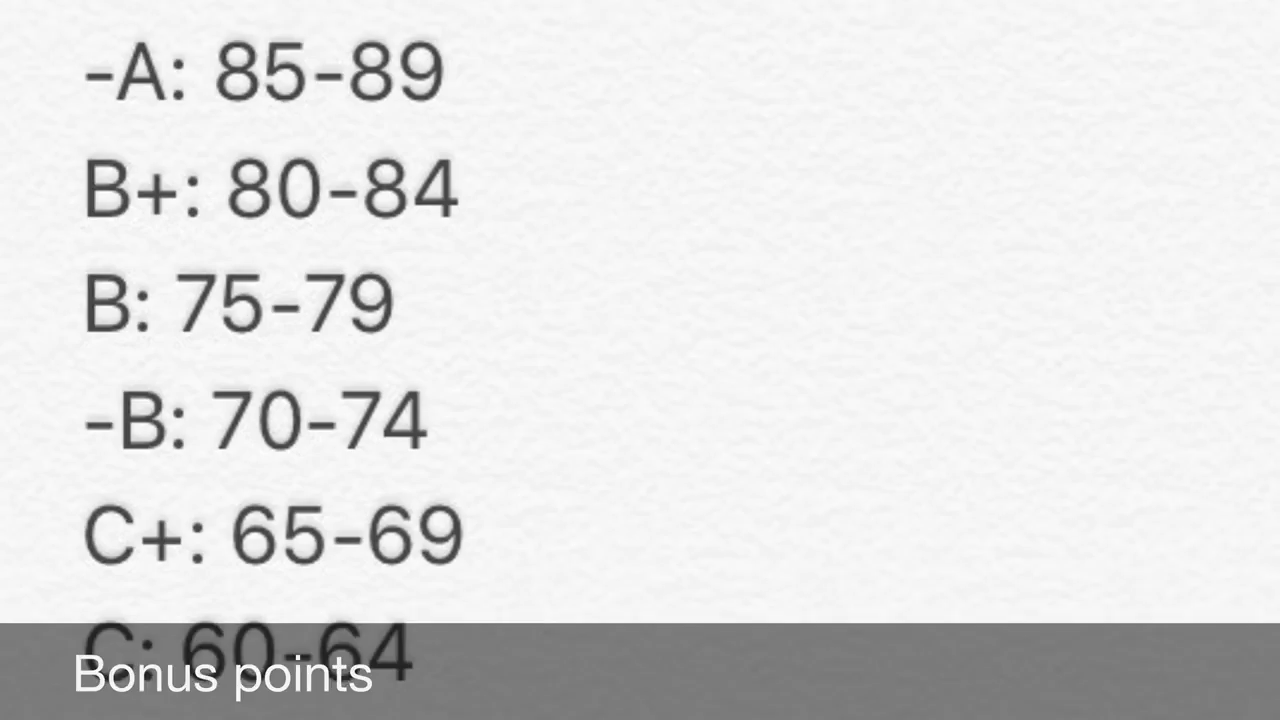 -A: 85-89
B+: 80-84
B: 75-79
-B: 70-74
C+: 65-69
C: 60-64
Bonus points